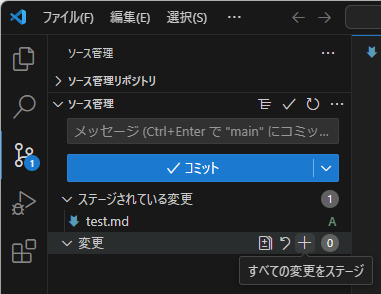 ファイル(F) 編集(E) 選択(S) ···
ソース管理 ···
ソース管理リポジトリ
ソース管理 ···
メッセージ (Ctrl+Enter で "main" にコミッ...
コミット
1
ステージされている変更 1
test.md A
変更 0
すべての変更をステージ